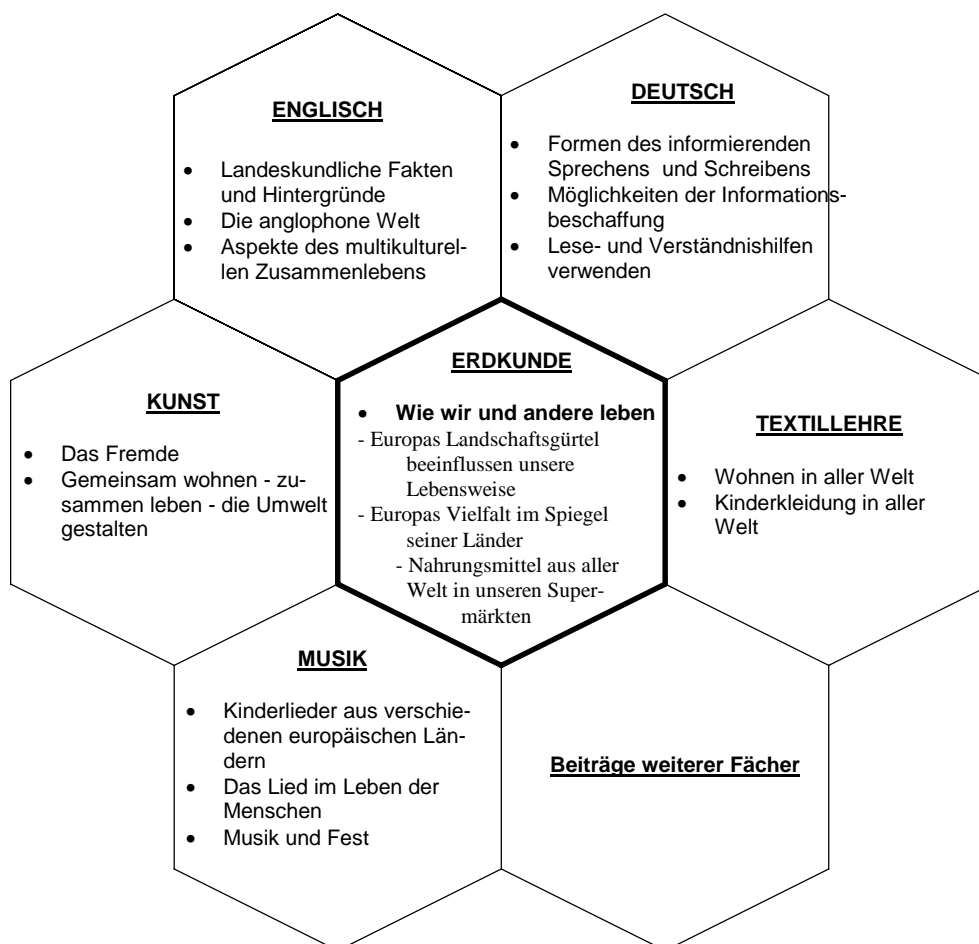 ENGLISCH
• Landeskundliche Fakten
und Hintergründe
• Die anglophone Welt
• Aspekte des multikulturel-
len Zusammenlebens
DEUTSCH
• Formen des informierenden
Sprechens und Schreibens
• Möglichkeiten der Informations-
beschaffung
• Lese- und Verständnishilfen
verwenden
KUNST
• Das Fremde
• Gemeinsam wohnen - zu-
sammen leben - die Umwelt
gestalten
ERDKUNDE
• Wie wir und andere leben
- Europas Landschaftsgürtel
beeinflussen unsere
Lebensweise
- Europas Vielfalt im Spiegel
seiner Länder
- Nahrungsmittel aus aller
Welt in unseren Super-
märkten
TEXTILLEHRE
• Wohnen in aller Welt
• Kinderkleidung in aller
Welt
MUSIK
• Kinderlieder aus verschie-
denen europäischen Län-
dern
• Das Lied im Leben der
Menschen
• Musik und Fest
Beiträge weiterer Fächer